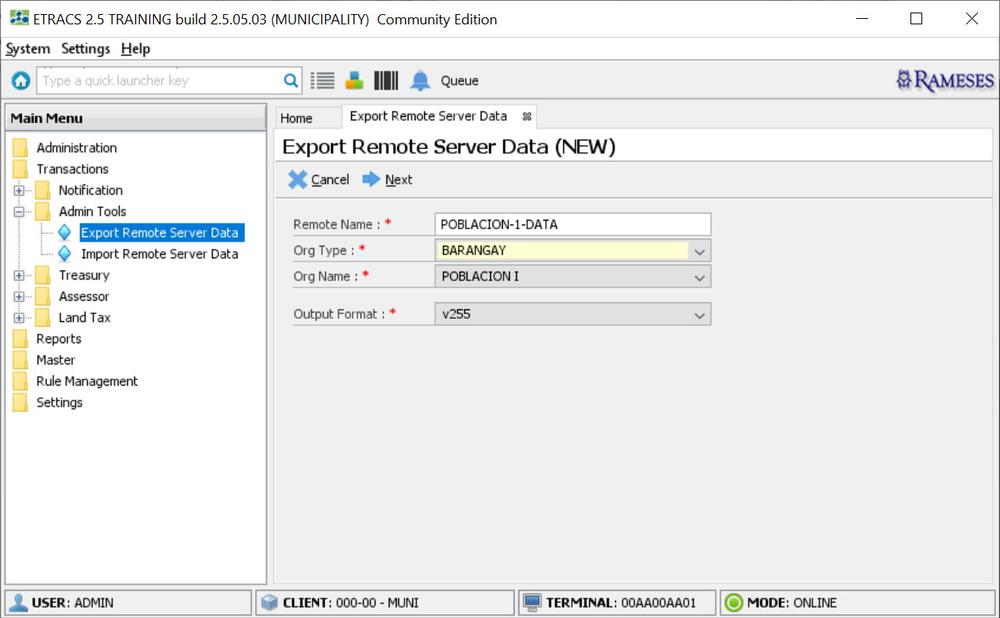 ETRACS 2.5 TRAINING build 2.5.05.03 (MUNICIPALITY)  Community Edition
System Settings Help
Type a quick launcher key
Queue
RAMESES
Main Menu
Administration
Transactions
Notification
Admin Tools
Export Remote Server Data
Import Remote Server Data
Treasury
Assessor
Land Tax
Reports
Master
Rule Management
Settings
Home
Export Remote Server Data
Export Remote Server Data (NEW)
Cancel Next
Remote Name : * POBLACION-1-DATA
Org Type : * BARANGAY
Org Name : * POBLACION I
Output Format : * v255
USER: ADMIN
CLIENT: 000-00 - MUNI
TERMINAL: 00AA00AA01
MODE: ONLINE